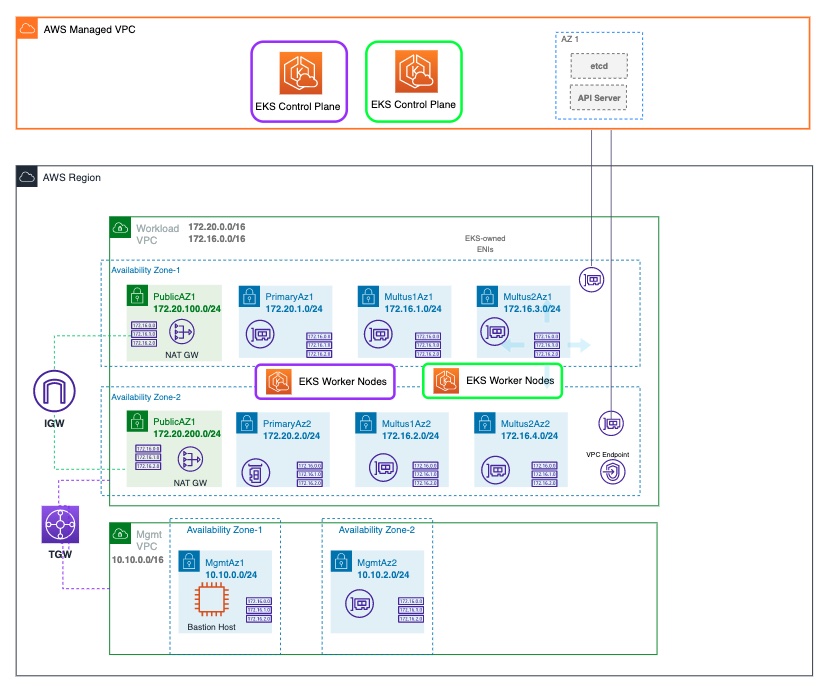 AWS Managed VPC
EKS Control Plane
EKS Control Plane
AZ 1
etcd
API Server
AWS Region
Workload
VPC
172.20.0.0/16
172.16.0.0/16
EKS-owned
ENIs
Availability Zone-1
PublicAZ1
172.20.100.0/24
NAT GW
PrimaryAz1
172.20.1.0/24
Multus1Az1
172.16.1.0/24
Multus2Az1
172.16.3.0/24
EKS Worker Nodes
EKS Worker Nodes
Availability Zone-2
PublicAZ1
172.20.200.0/24
NAT GW
PrimaryAz2
172.20.2.0/24
Multus1Az2
172.16.2.0/24
Multus2Az2
172.16.4.0/24
VPC Endpoint
IGW
TGW
Mgmt
VPC
10.10.0.0/16
Availability Zone-1
MgmtAz1
10.10.0.0/24
Bastion Host
Availability Zone-2
MgmtAz2
10.10.2.0/24